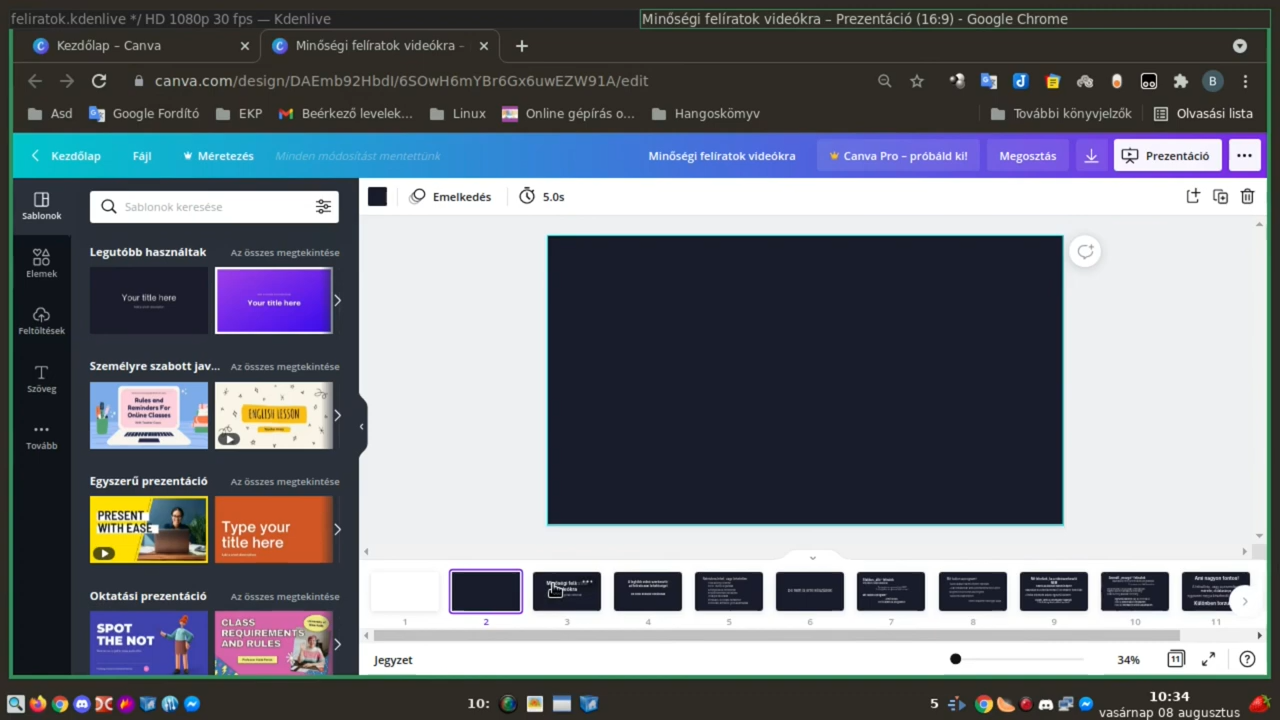 feliratok.kdenlive */ HD 1080p 30 fps — Kdenlive
Minőségi felíratok videókra – Prezentáció (16:9) - Google Chrome
Kezdőlap – Canva
Minőségi felíratok videókra -
canva.com/design/DAEmb92HbdI/6SOwH6mYBr6Gx6uwEZW91A/edit
B
Asd
Google Fordító
EKP
Beérkező levelek...
Linux
Online gépírás o...
Hangoskömyv
További könyvjelzők
Olvasási lista
Kezdőlap
Fájl
Méretezés
Minden módosítást mentettünk
Minőségi felíratok videókra
Canva Pro – próbáld ki!
Megosztás
Prezentáció
Sablonok
Elemek
Feltöltések
Szöveg
Tovább
Sablonok keresése
Emelkedés
5.0s
Legutóbb használtak
Az összes megtekintése
Your title here
Your title here
Személyre szabott jav...
Az összes megtekintése
Rules and
Reminders For
Online Classes
ENGLISH LESSON
Egyszerű prezentáció
Az összes megtekintése
PRESENT
WITH EASE
Type your
title here
Oktatási prezentáció
Az összes megtekintése
SPOT
THE NOT
CLASS
REQUIREMENTS
AND RULES
Ami nagyon fontos!
1
2
3
4
5
6
7
8
9
10
11
Jegyzet
34%
11
10:
5
10:34
vasárnap 08 augusztus